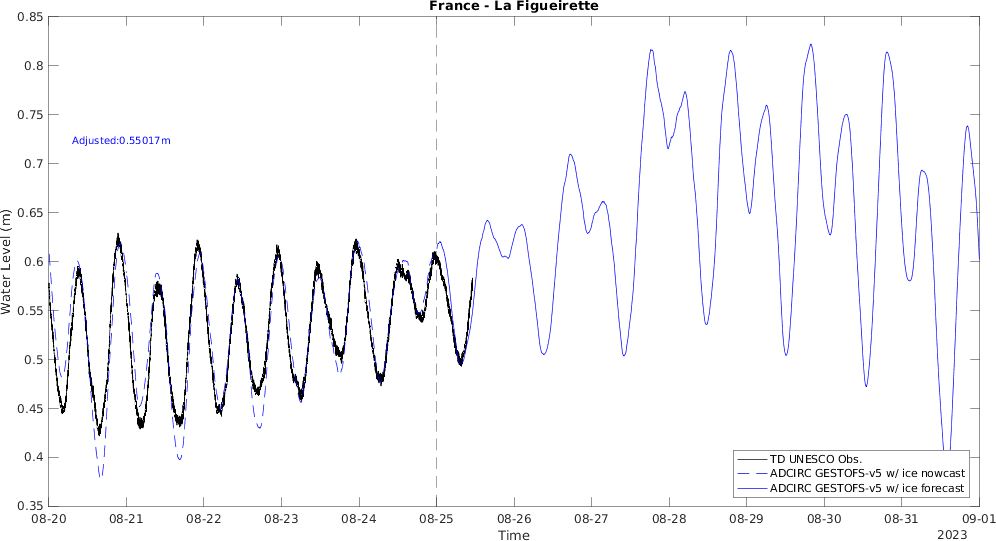 France - La Figueirette
0.85
0.8
0.75
0.7
0.65
0.6
0.55
0.5
0.45
0.4
0.35
Water Level (m)
Adjusted:0.55017m
TD UNESCO Obs.
ADCIRC GESTOFS-v5 w/ ice nowcast
ADCIRC GESTOFS-v5 w/ ice forecast
08-20 08-21 08-22 08-23 08-24 08-25 08-26 08-27 08-28 08-29 08-30 08-31 09-01
Time
2023